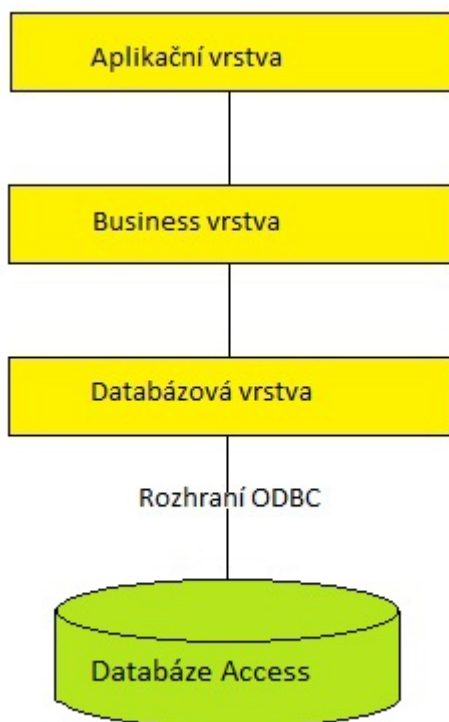 Aplikační vrstva
Business vrstva
Databázová vrstva
Rozhraní ODBC
Databáze Access